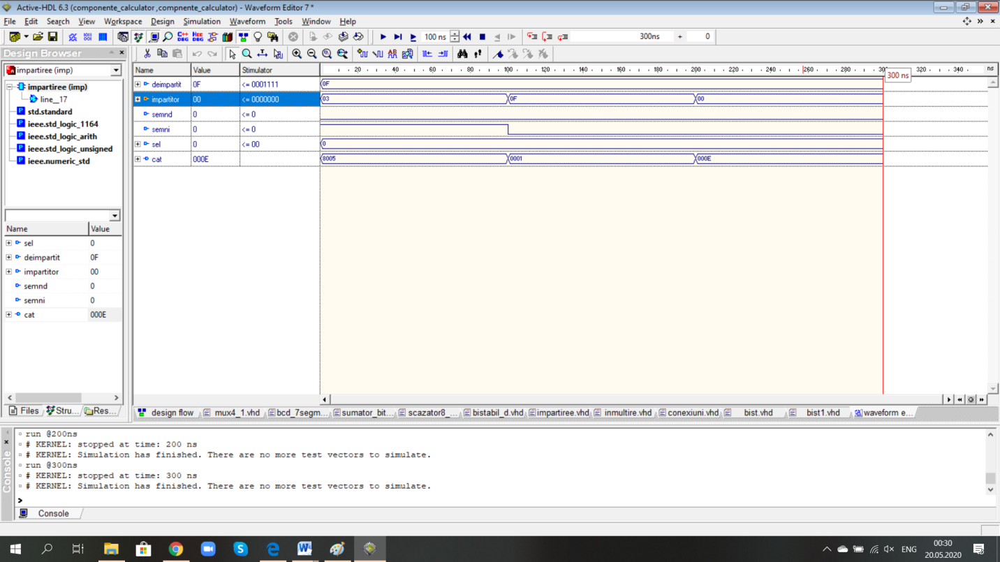 Active-HDL 6.3 (componente_calculator ,compnente_calculator) - Waveform Editor 7 *
File Edit Search View Workspace Design Simulation Waveform Tools Window Help
100 ns 300ns + 0
Design Browser
impartiree (imp)
impartiree (imp)
line__17
std.standard
ieee.std_logic_1164
ieee.std_logic_arith
ieee.std_logic_unsigned
ieee.numeric_std
Name Value
sel 0
deimpartit 0F
impartitor 00
semnd 0
semni 0
cat 000E
Files Stru... Res...
Name Value Stimulator 20 40 60 80 100 120 140 160 180 200 220 240 260 280 320 340 ns
300 ns
deimpartit 0F <= 0001111 0F
impartitor 00 <= 0000000 03 0F 00
semnd 0 <= 0
semni 0 <= 0
sel 0 <= 00 0
cat 000E 8005 0001 000E
design flow mux4_1.vhd bcd_7segm... sumator_bit... scazator8_... bistabil_d.vhd impartiree.vhd inmultire.vhd conexiuni.vhd bist.vhd bist1.vhd waveform e...
Console
run @200ns
# KERNEL: stopped at time: 200 ns
# KERNEL: Simulation has finished. There are no more test vectors to simulate.
run @300ns
# KERNEL: stopped at time: 300 ns
# KERNEL: Simulation has finished. There are no more test vectors to simulate.
>
Console
ENG
00:30
20.05.2020